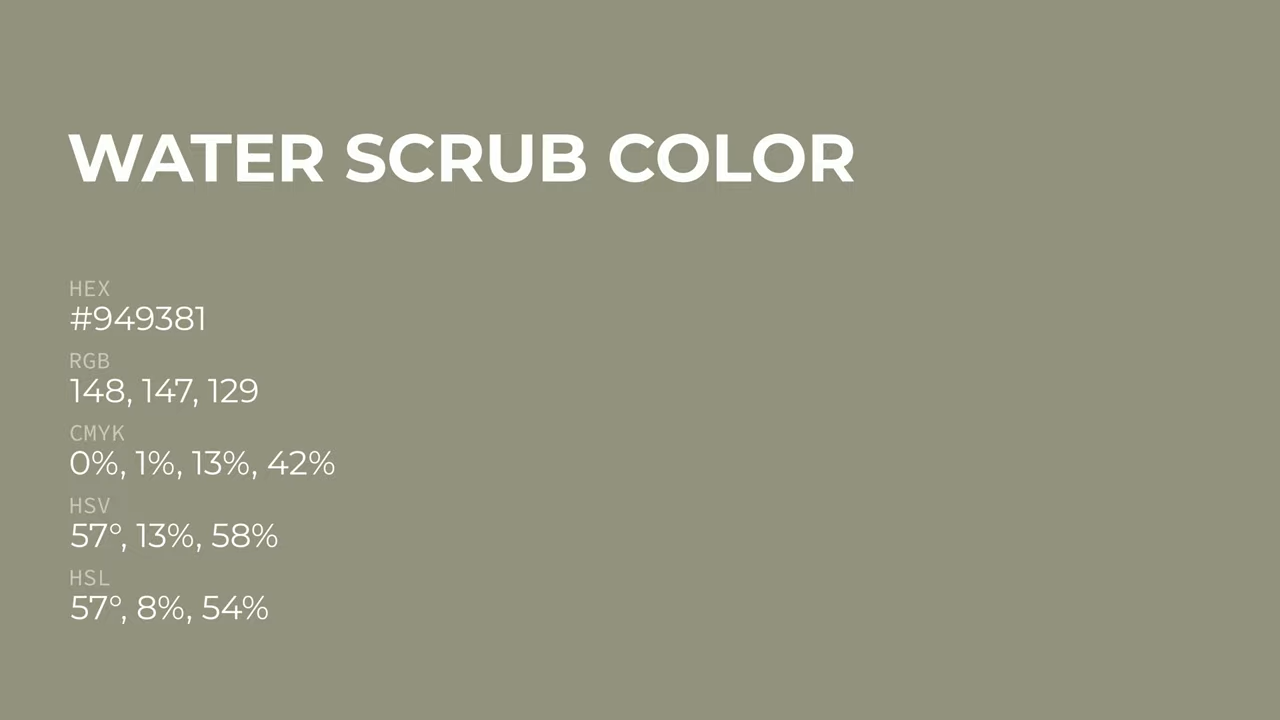 WATER SCRUB COLOR
HEX
#949381
RGB
148, 147, 129
CMYK
0%, 1%, 13%, 42%
HSV
57°, 13%, 58%
HSL
57°, 8%, 54%